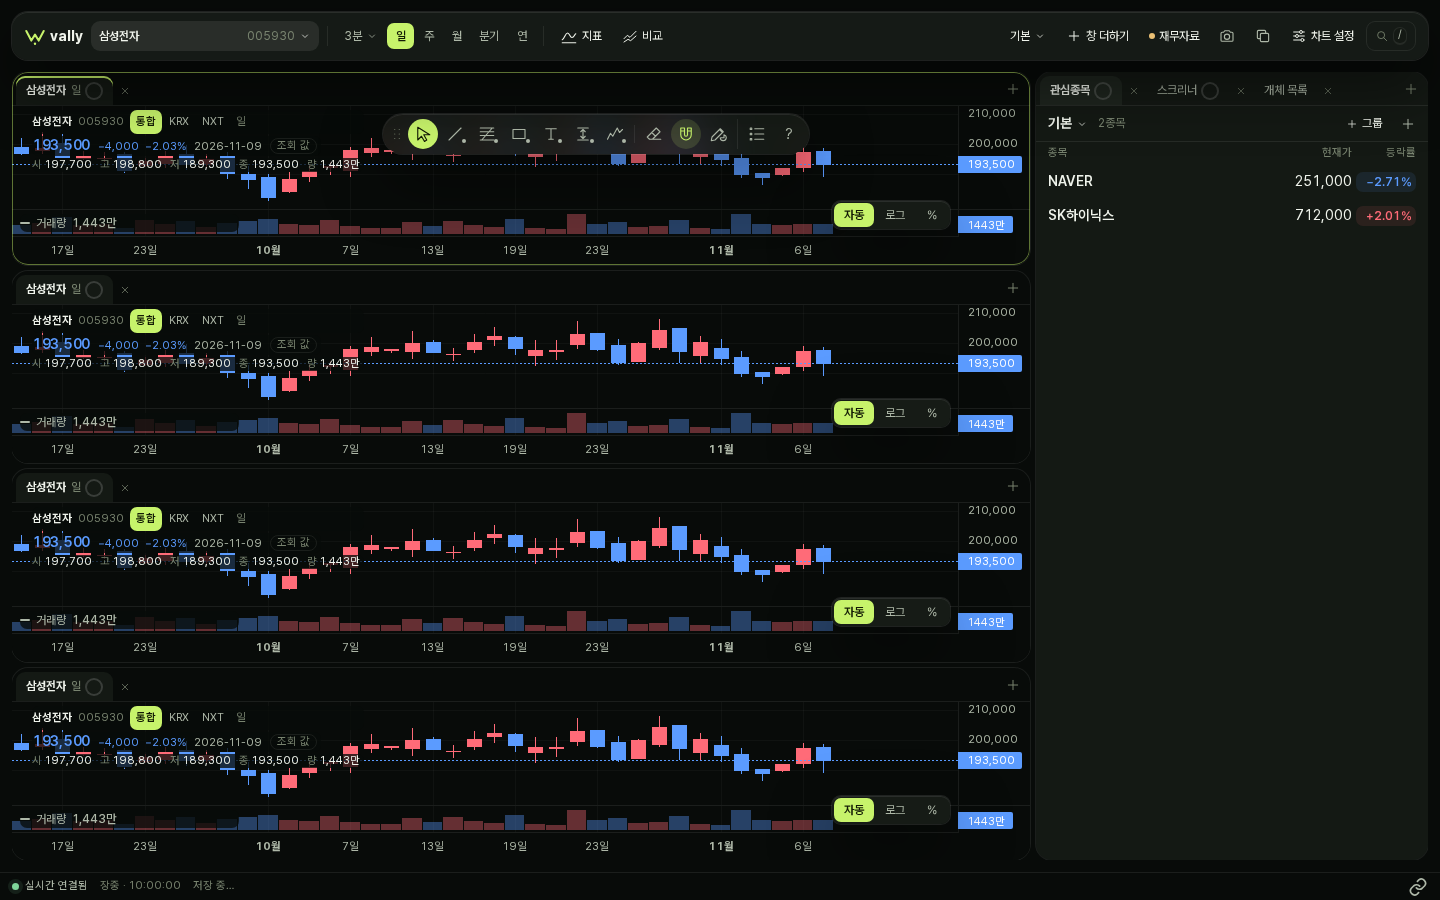 vally 삼성전자 005930 3분 일 주 월 분기 연 지표 비교 기본 창 더하기 재무자료 차트 설정 /
삼성전자 일
삼성전자 005930 통합 KRX NXT 일
193,500 -4,000 -2.03% 2026-11-09 조회 값
시 197,700 고 198,800 저 189,300 종 193,500 량 1,443만
T ?
210,000
200,000
193,500
거래량 1,443만
자동 로그 %
1443만
17일 23일 10월 7일 13일 19일 23일 11월 6일
삼성전자 일
삼성전자 005930 통합 KRX NXT 일
193,500 -4,000 -2.03% 2026-11-09 조회 값
시 197,700 고 198,800 저 189,300 종 193,500 량 1,443만
210,000
200,000
193,500
거래량 1,443만
자동 로그 %
1443만
17일 23일 10월 7일 13일 19일 23일 11월 6일
삼성전자 일
삼성전자 005930 통합 KRX NXT 일
193,500 -4,000 -2.03% 2026-11-09 조회 값
시 197,700 고 198,800 저 189,300 종 193,500 량 1,443만
210,000
200,000
193,500
거래량 1,443만
자동 로그 %
1443만
17일 23일 10월 7일 13일 19일 23일 11월 6일
삼성전자 일
삼성전자 005930 통합 KRX NXT 일
193,500 -4,000 -2.03% 2026-11-09 조회 값
시 197,700 고 198,800 저 189,300 종 193,500 량 1,443만
210,000
200,000
193,500
거래량 1,443만
자동 로그 %
1443만
17일 23일 10월 7일 13일 19일 23일 11월 6일
관심종목 스크리너 개체 목록
기본 2종목 + 그룹
종목 현재가 등락률
NAVER 251,000 -2.71%
SK하이닉스 712,000 +2.01%
실시간 연결됨 장중 · 10:00:00 저장 중...